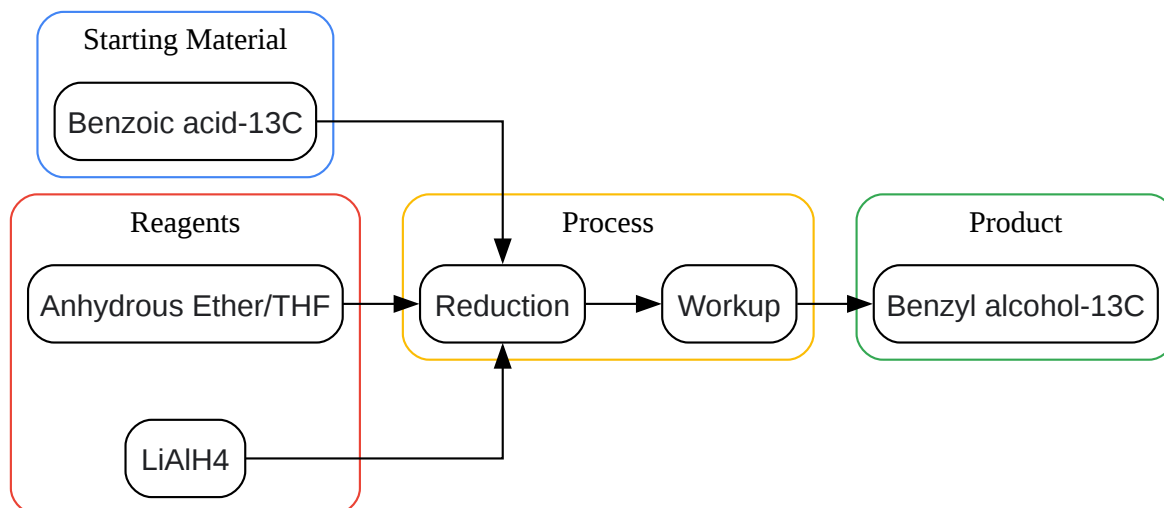 Starting Material
Benzoic acid-13C
Reagents
Anhydrous Ether/THF
LiAlH4
Process
Reduction
Workup
Product
Benzyl alcohol-13C